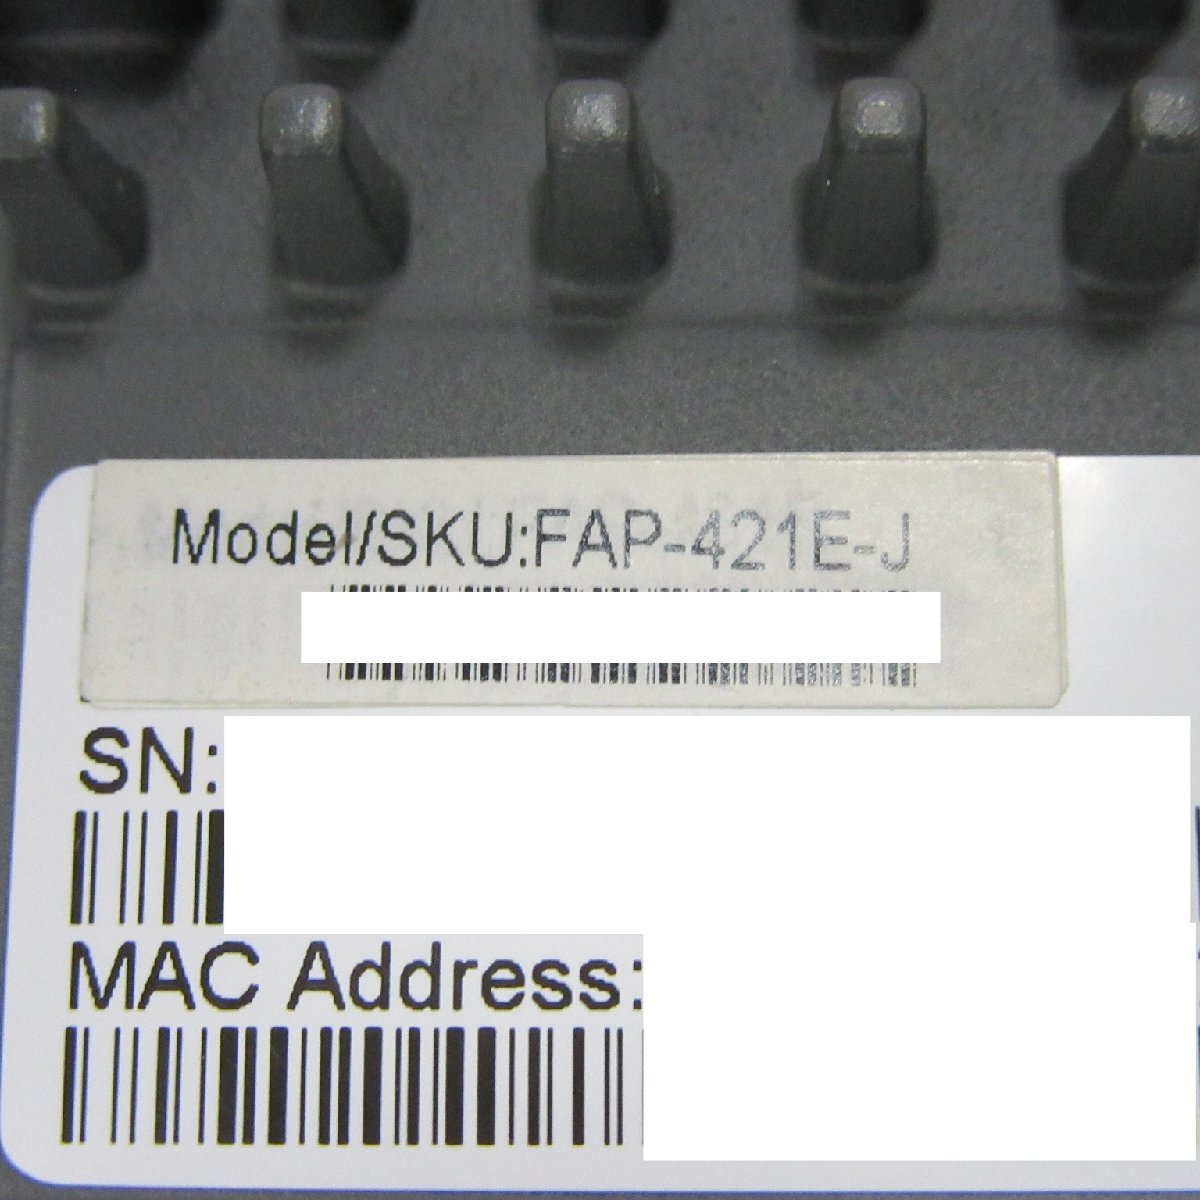 Model/SKU:FAP-421E-J
SN:
MAC Address: